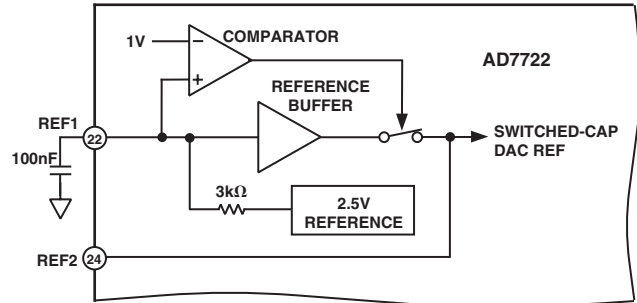 COMPARATOR
1V
−
+
AD7722
REFERENCE
BUFFER
REF1
22
SWITCHED-CAP
DAC REF
100nF
3kΩ
2.5V
REFERENCE
REF2
24